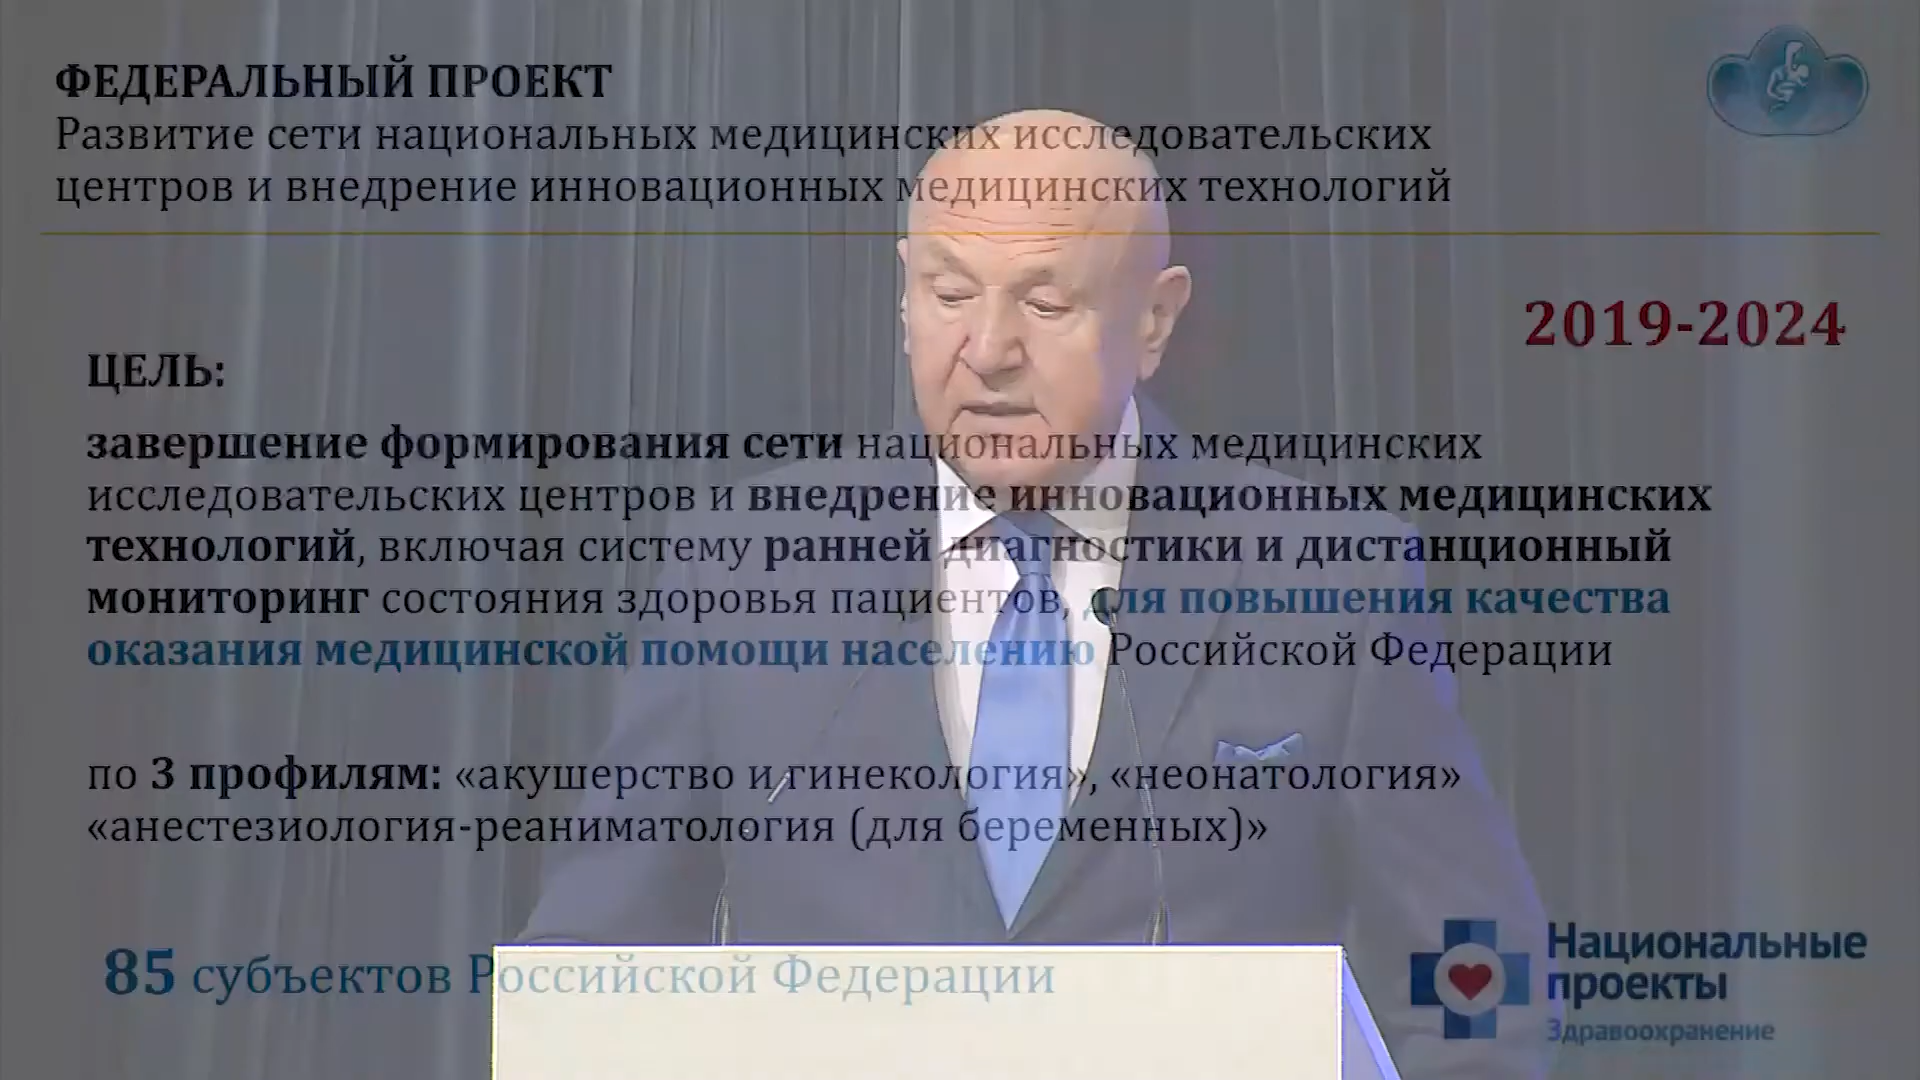 ФЕДЕРАЛЬНЫЙ ПРОЕКТ
Развитие сети национальных медицинских исследовательских
центров и внедрение инновационных медицинских технологий
2019-2024
ЦЕЛЬ:
завершение формирования сети национальных медицинских
исследовательских центров и внедрение инновационных медицинских
технологий, включая систему ранней диагностики и дистанционный
мониторинг состояния здоровья пациентов, для повышения качества
оказания медицинской помощи населению Российской Федерации
по 3 профилям: «акушерство и гинекология», «неонатология»
«анестезиология-реаниматология (для беременных)»
85 субъектов Российской Федерации
Национальные
проекты
Здравоохранение